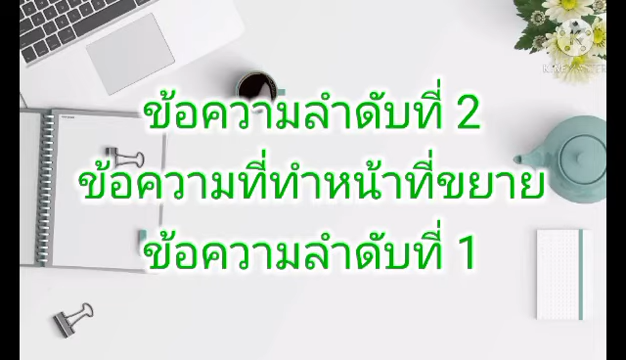 ข้อความลำดับที่ 2
ข้อความที่ทำหน้าที่ขยาย
ข้อความลำดับที่ 1